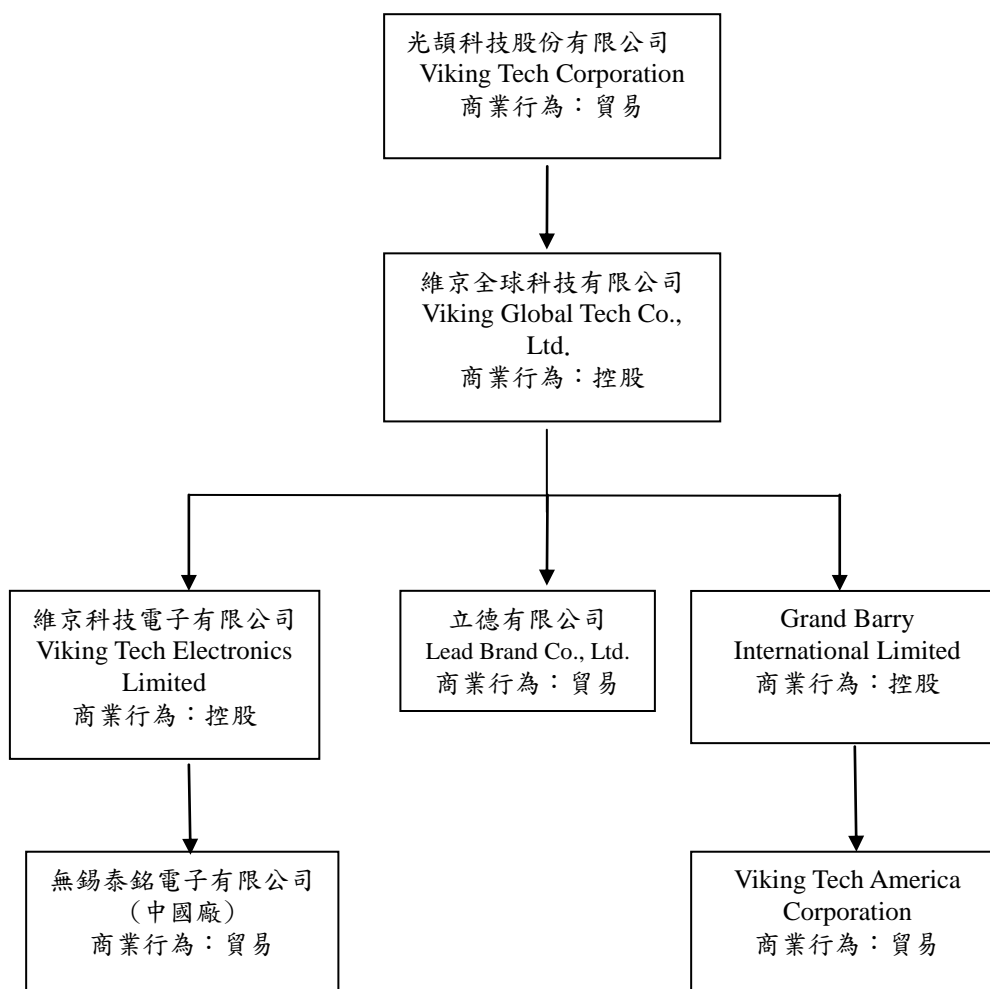 光頡科技股份有限公司
Viking Tech Corporation
商業行為：貿易
維京全球科技有限公司
Viking Global Tech Co.,
Ltd.
商業行為：控股
維京科技電子有限公司
Viking Tech Electronics
Limited
商業行為：控股
立德有限公司
Lead Brand Co., Ltd.
商業行為：貿易
Grand Barry
International Limited
商業行為：控股
無錫泰銘電子有限公司
（中國廠）
商業行為：貿易
Viking Tech America
Corporation
商業行為：貿易